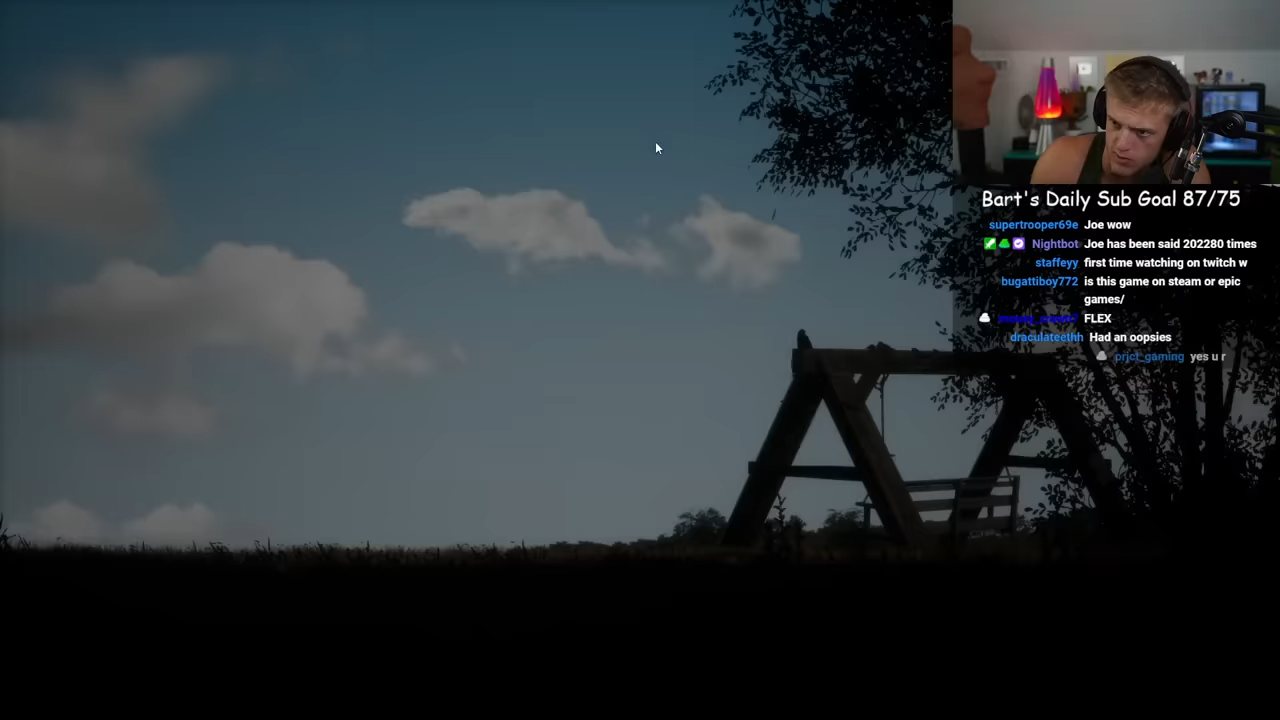 Bart's Daily Sub Goal 87/75
supertrooper69e Joe wow
Nightbot Joe has been said 202280 times
staffeyy first time watching on twitch w
bugattiboy772 is this game on steam or epic
games/
FLEX
draculateethh Had an oopsies
prjct_gaming yes u r